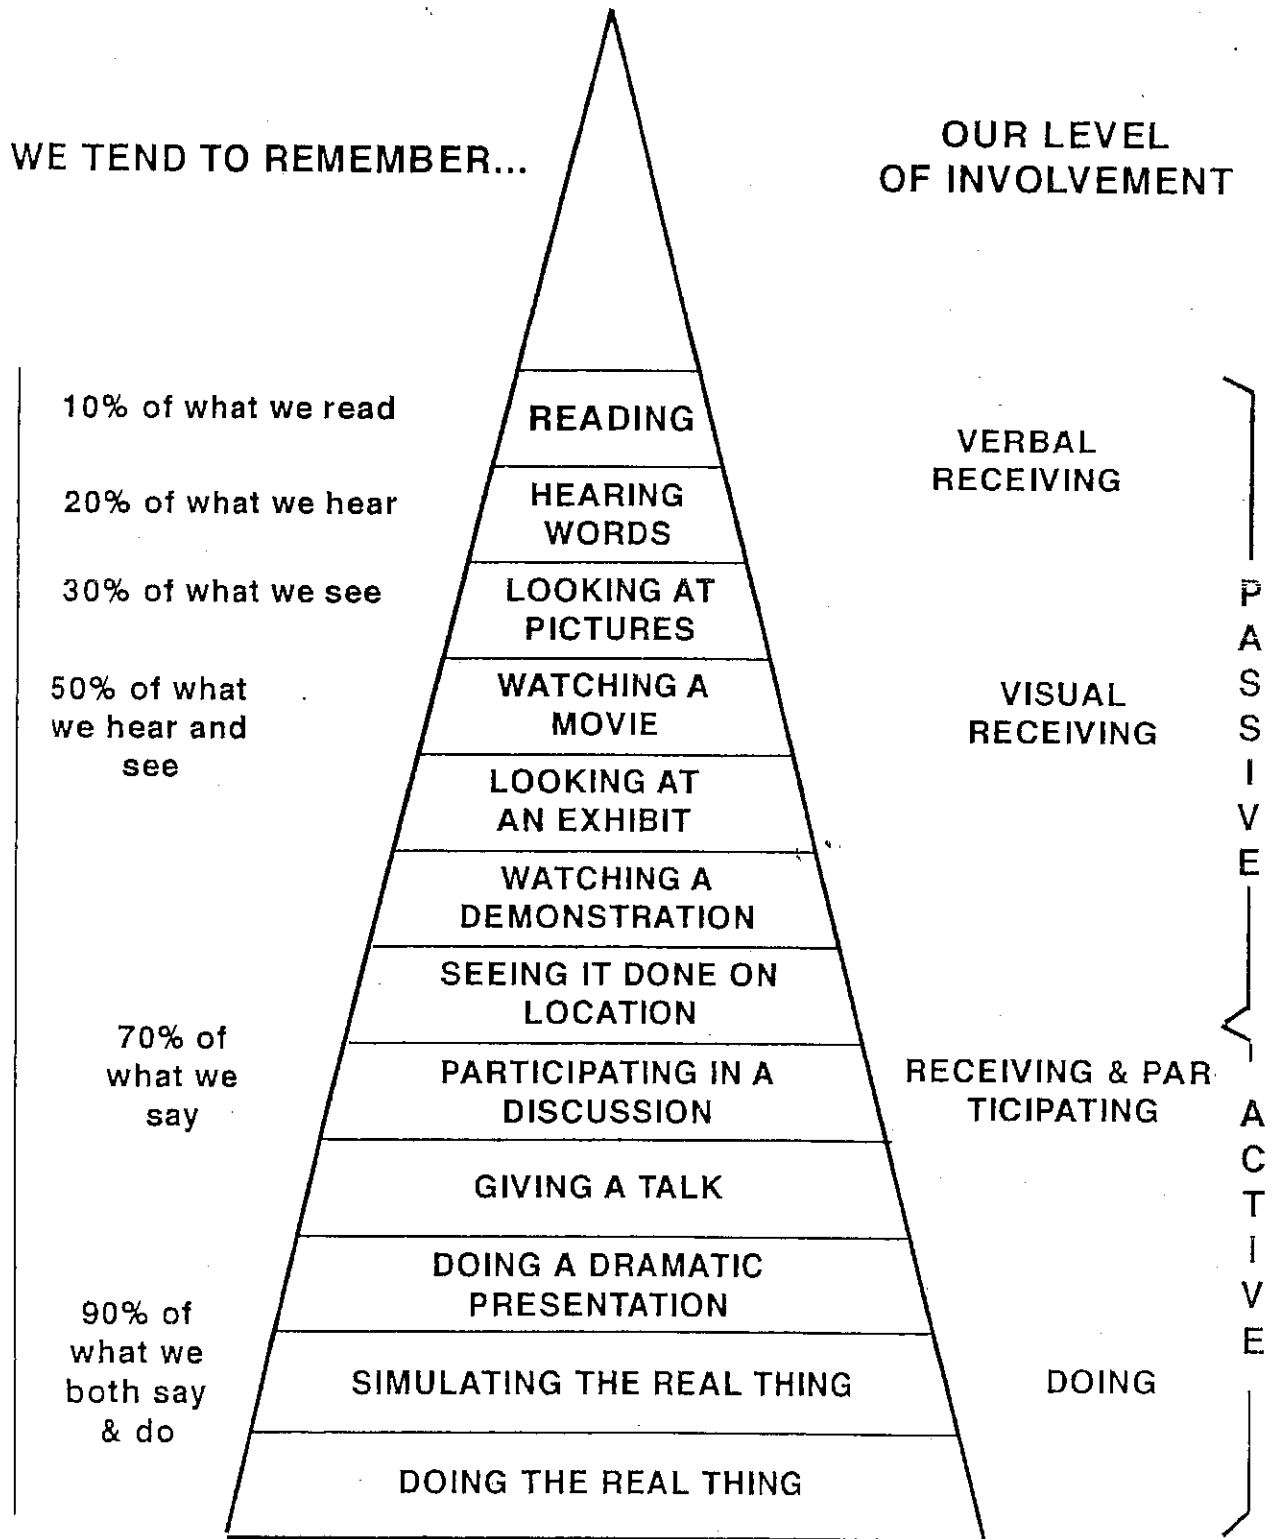 WE TEND TO REMEMBER...
OUR LEVEL
OF INVOLVEMENT
10% of what we read
READING
VERBAL
RECEIVING
20% of what we hear
HEARING
WORDS
30% of what we see
LOOKING AT
PICTURES
50% of what
we hear and
see
WATCHING A
MOVIE
VISUAL
RECEIVING
LOOKING AT
AN EXHIBIT
WATCHING A
DEMONSTRATION
SEEING IT DONE ON
LOCATION
PASSIVE
70% of
what we
say
PARTICIPATING IN A
DISCUSSION
RECEIVING & PAR
TICIPATING
GIVING A TALK
DOING A DRAMATIC
PRESENTATION
90% of
what we
both say
& do
SIMULATING THE REAL THING
DOING
DOING THE REAL THING
ACTIVE